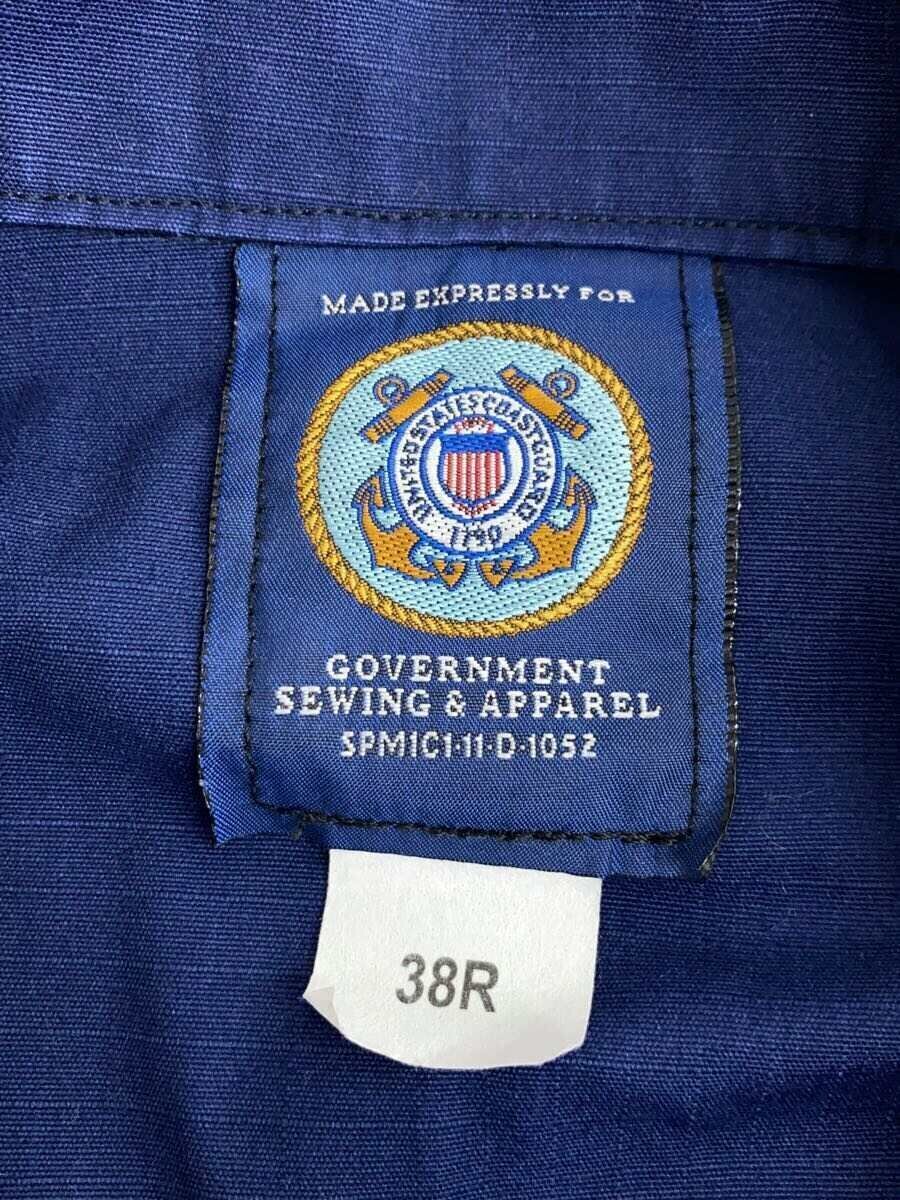 MADE EXPRESSLY FOR
UNITED STATES COAST GUARD
1790
GOVERNMENT
SEWING & APPAREL
SPM1C1-11-D-1052
38R